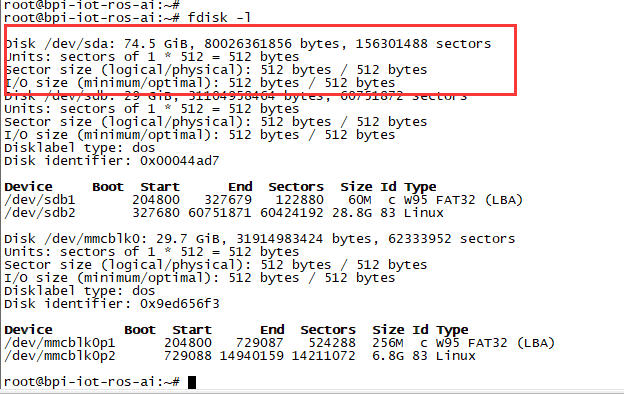 root@bpi-iot-ros-ai:~#
root@bpi-iot-ros-ai:~# fdisk -l
Disk /dev/sda: 74.5 GiB, 80026361856 bytes, 156301488 sectors
Units: sectors of 1 * 512 = 512 bytes
Sector size (logical/physical): 512 bytes / 512 bytes
I/O size (minimum/optimal): 512 bytes / 512 bytes
Disk /dev/sdb: 29 GiB, 31104958464 bytes, 60751872 sectors
Units: sectors of 1 * 512 = 512 bytes
Sector size (logical/physical): 512 bytes / 512 bytes
I/O size (minimum/optimal): 512 bytes / 512 bytes
Disklabel type: dos
Disk identifier: 0x00044ad7
Device Boot Start End Sectors Size Id Type
/dev/sdb1 204800 327679 122880 60M c W95 FAT32 (LBA)
/dev/sdb2 327680 60751871 60424192 28.8G 83 Linux
Disk /dev/mmcblk0: 29.7 GiB, 31914983424 bytes, 62333952 sectors
Units: sectors of 1 * 512 = 512 bytes
Sector size (logical/physical): 512 bytes / 512 bytes
I/O size (minimum/optimal): 512 bytes / 512 bytes
Disklabel type: dos
Disk identifier: 0x9ed656f3
Device Boot Start End Sectors Size Id Type
/dev/mmcblk0p1 204800 729087 524288 256M c W95 FAT32 (LBA)
/dev/mmcblk0p2 729088 14940159 14211072 6.8G 83 Linux
root@bpi-iot-ros-ai:~#